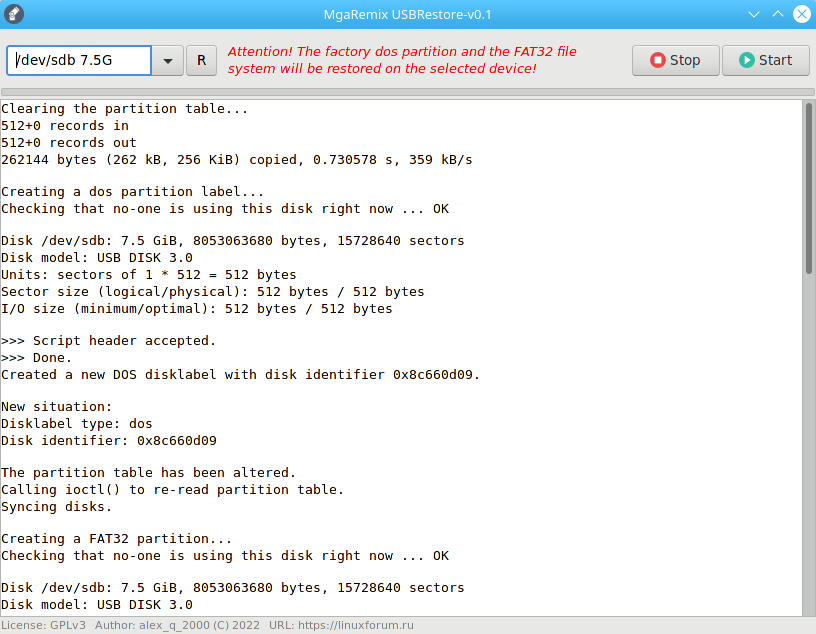 MgaRemix USBRestore-v0.1
/dev/sdb 7.5G
R
Attention! The factory dos partition and the FAT32 file
system will be restored on the selected device!
Stop
Start
Clearing the partition table...
512+0 records in
512+0 records out
262144 bytes (262 kB, 256 KiB) copied, 0.730578 s, 359 kB/s
Creating a dos partition label...
Checking that no-one is using this disk right now ... OK
Disk /dev/sdb: 7.5 GiB, 8053063680 bytes, 15728640 sectors
Disk model: USB DISK 3.0
Units: sectors of 1 * 512 = 512 bytes
Sector size (logical/physical): 512 bytes / 512 bytes
I/O size (minimum/optimal): 512 bytes / 512 bytes
>>> Script header accepted.
>>> Done.
Created a new DOS disklabel with disk identifier 0x8c660d09.
New situation:
Disklabel type: dos
Disk identifier: 0x8c660d09
The partition table has been altered.
Calling ioctl() to re-read partition table.
Syncing disks.
Creating a FAT32 partition...
Checking that no-one is using this disk right now ... OK
Disk /dev/sdb: 7.5 GiB, 8053063680 bytes, 15728640 sectors
Disk model: USB DISK 3.0
License: GPLv3 Author: alex_q_2000 (C) 2022 URL: https://linuxforum.ru